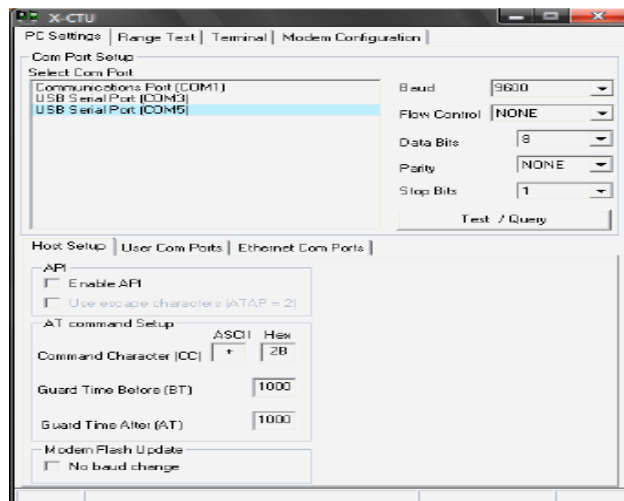 X-CTU
PC Settings Range Test Terminal Modem Configuration
Com Port Setup
Select Com Port
Communications Port (COM1)
USB Serial Port (COM3)
USB Serial Port (COM5)
Baud 9600
Flow Control NONE
Data Bits 8
Parity NONE
Stop Bits 1
Test / Query
Host Setup User Com Ports Ethernet Com Ports
API
Enable API
Use escape characters (ATAP = 2)
AT command Setup
ASCII Hex
Command Character (CC) + 2B
Guard Time Before (BT) 1000
Guard Time After (AT) 1000
Modem Flash Update
No baud change